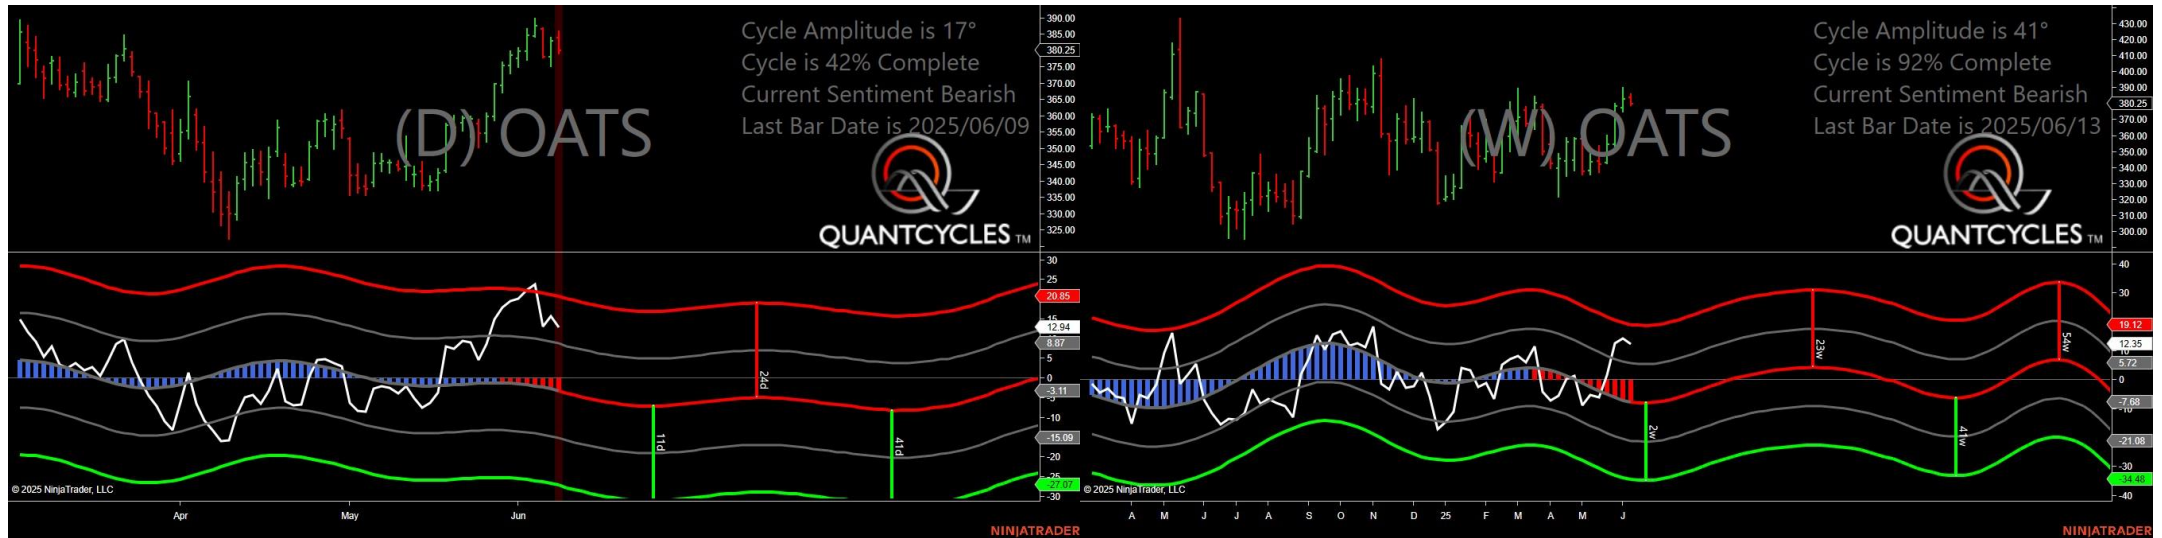 Cycle Amplitude is 17°
Cycle is 42% Complete
Current Sentiment Bearish
Last Bar Date is 2025/06/09
(D) OATS
QUANTCYCLES TM
390.00
385.00
380.25
375.00
370.00
365.00
360.00
355.00
350.00
345.00
340.00
335.00
330.00
325.00
30
25
20.85
15
12.94
8.87
5
0
-3.11
-5
-10
-15.09
-20
-25
-27.07
-30
24d
11d
41d
© 2025 NinjaTrader, LLC
Apr May Jun
NINJATRADER
Cycle Amplitude is 41°
Cycle is 92% Complete
Current Sentiment Bearish
Last Bar Date is 2025/06/13
(W) OATS
QUANTCYCLES TM
430.00
420.00
410.00
400.00
390.00
380.25
370.00
360.00
350.00
340.00
330.00
320.00
310.00
300.00
40
30
19.12
12.35
10
5.72
0
-7.68
-10
-21.08
-30
-34.48
-40
23w
54w
2w
41w
© 2025 NinjaTrader, LLC
A M J J A S O N D 25 F M A M J
NINJATRADER